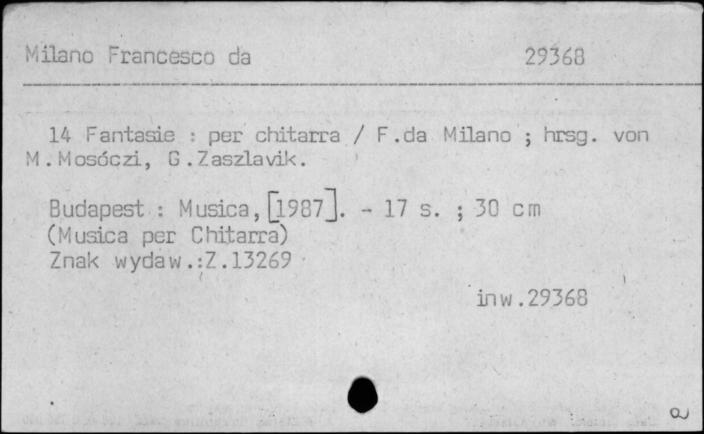 Milano Francesco da 29368
14 Fantasie : per chitarra / F.da Milano ; hrsg. von
M.Mosóczi, G.Zaszlavik.
Budapest : Musica, [1987]. - 17 s. ; 30 cm
(Musica per Chitarra)
Znak wydaw.:Z.13269
inw.29368